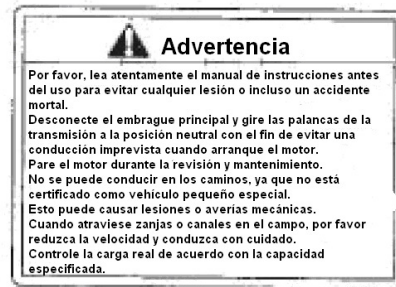 Advertencia
Por favor, lea atentamente el manual de instrucciones antes
del uso para evitar cualquier lesión o incluso un accidente
mortal.
Desconecte el embrague principal y gire las palancas de la
transmisión a la posición neutral con el fin de evitar una
conducción imprevista cuando arranque el motor.
Pare el motor durante la revisión y mantenimiento.
No se puede conducir en los caminos, ya que no está
certificado como vehículo pequeño especial.
Esto puede causar lesiones o averías mecánicas.
Cuando atraviese zanjas o canales en el campo, por favor
reduzca la velocidad y conduzca con cuidado.
Controle la carga real de acuerdo con la capacidad
especificada.